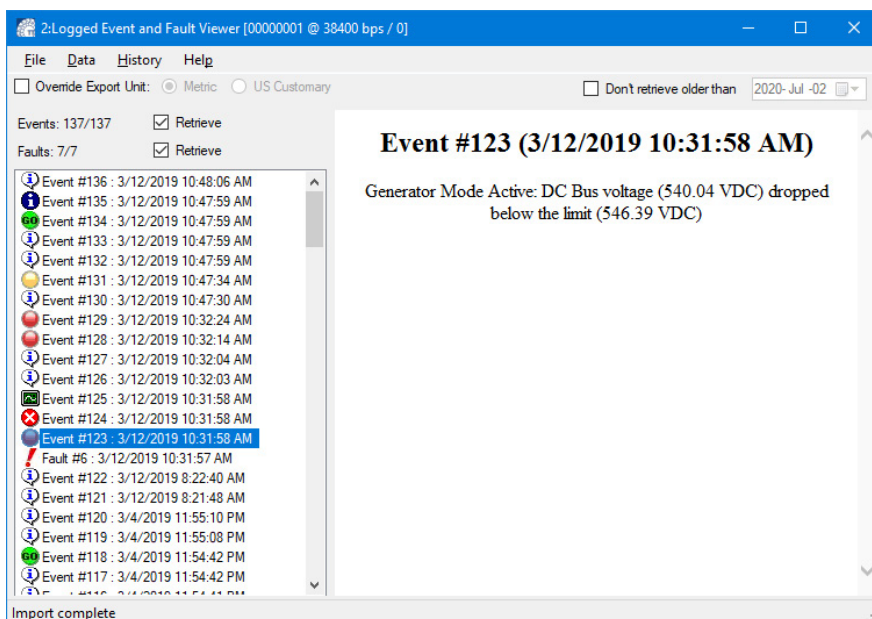 2:Logged Event and Fault Viewer [00000001 @ 38400 bps / 0]
File Data History Help
Override Export Unit: Metric US Customary Don't retrieve older than 2020- Jul -02
Events: 137/137 Retrieve
Faults: 7/7 Retrieve
Event #136 : 3/12/2019 10:48:06 AM
Event #135 : 3/12/2019 10:47:59 AM
GO Event #134 : 3/12/2019 10:47:59 AM
Event #133 : 3/12/2019 10:47:59 AM
Event #132 : 3/12/2019 10:47:59 AM
Event #131 : 3/12/2019 10:47:34 AM
Event #130 : 3/12/2019 10:47:30 AM
Event #129 : 3/12/2019 10:32:24 AM
Event #128 : 3/12/2019 10:32:14 AM
Event #127 : 3/12/2019 10:32:04 AM
Event #126 : 3/12/2019 10:32:03 AM
Event #125 : 3/12/2019 10:31:58 AM
Event #124 : 3/12/2019 10:31:58 AM
Event #123 : 3/12/2019 10:31:58 AM
Fault #6 : 3/12/2019 10:31:57 AM
Event #122 : 3/12/2019 8:22:40 AM
Event #121 : 3/12/2019 8:21:48 AM
Event #120 : 3/4/2019 11:55:10 PM
Event #119 : 3/4/2019 11:55:08 PM
GO Event #118 : 3/4/2019 11:54:42 PM
Event #117 : 3/4/2019 11:54:42 PM
Event #123 (3/12/2019 10:31:58 AM)
Generator Mode Active: DC Bus voltage (540.04 VDC) dropped
below the limit (546.39 VDC)
Import complete